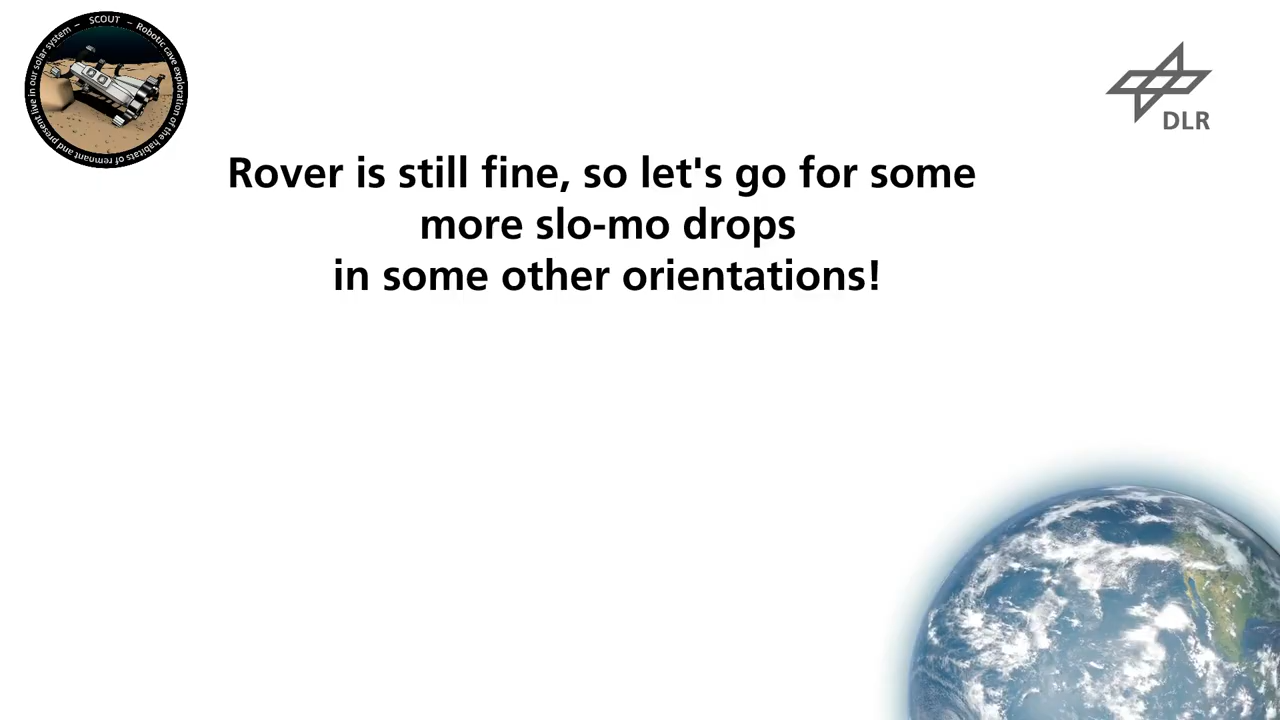 SCOUT – Robotic cave exploration of the habitats of remnant and present live in our solar system –
DLR
Rover is still fine, so let's go for some
more slo-mo drops
in some other orientations!